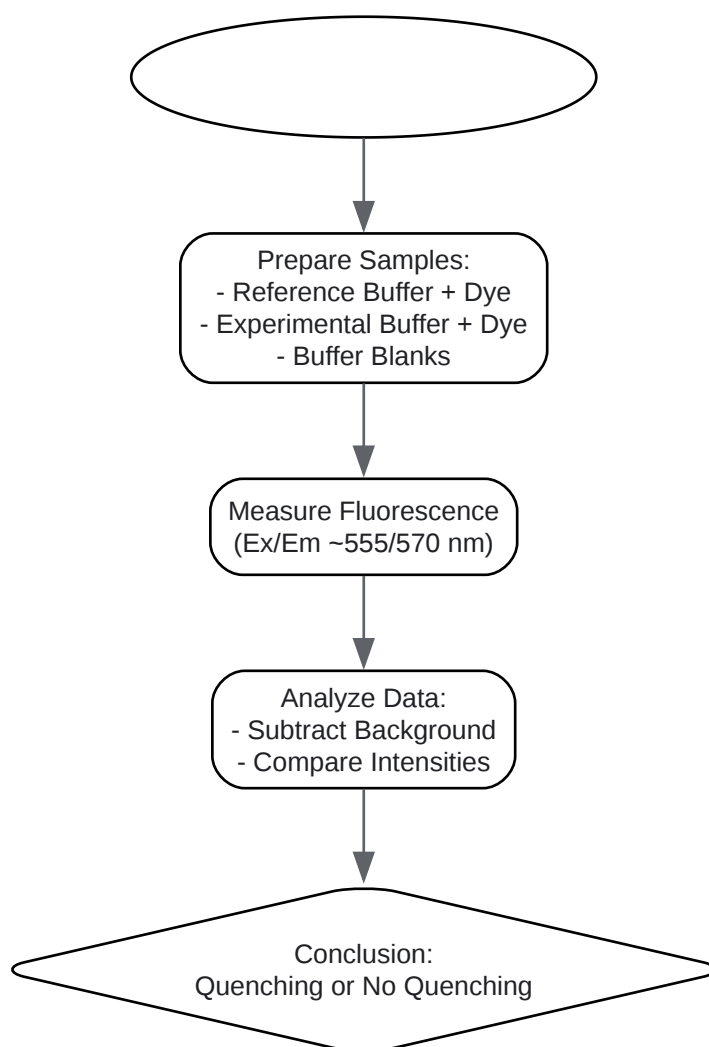 Prepare Samples:
- Reference Buffer + Dye
- Experimental Buffer + Dye
- Buffer Blanks
Measure Fluorescence
(Ex/Em ~555/570 nm)
Analyze Data:
- Subtract Background
- Compare Intensities
Conclusion:
Quenching or No Quenching